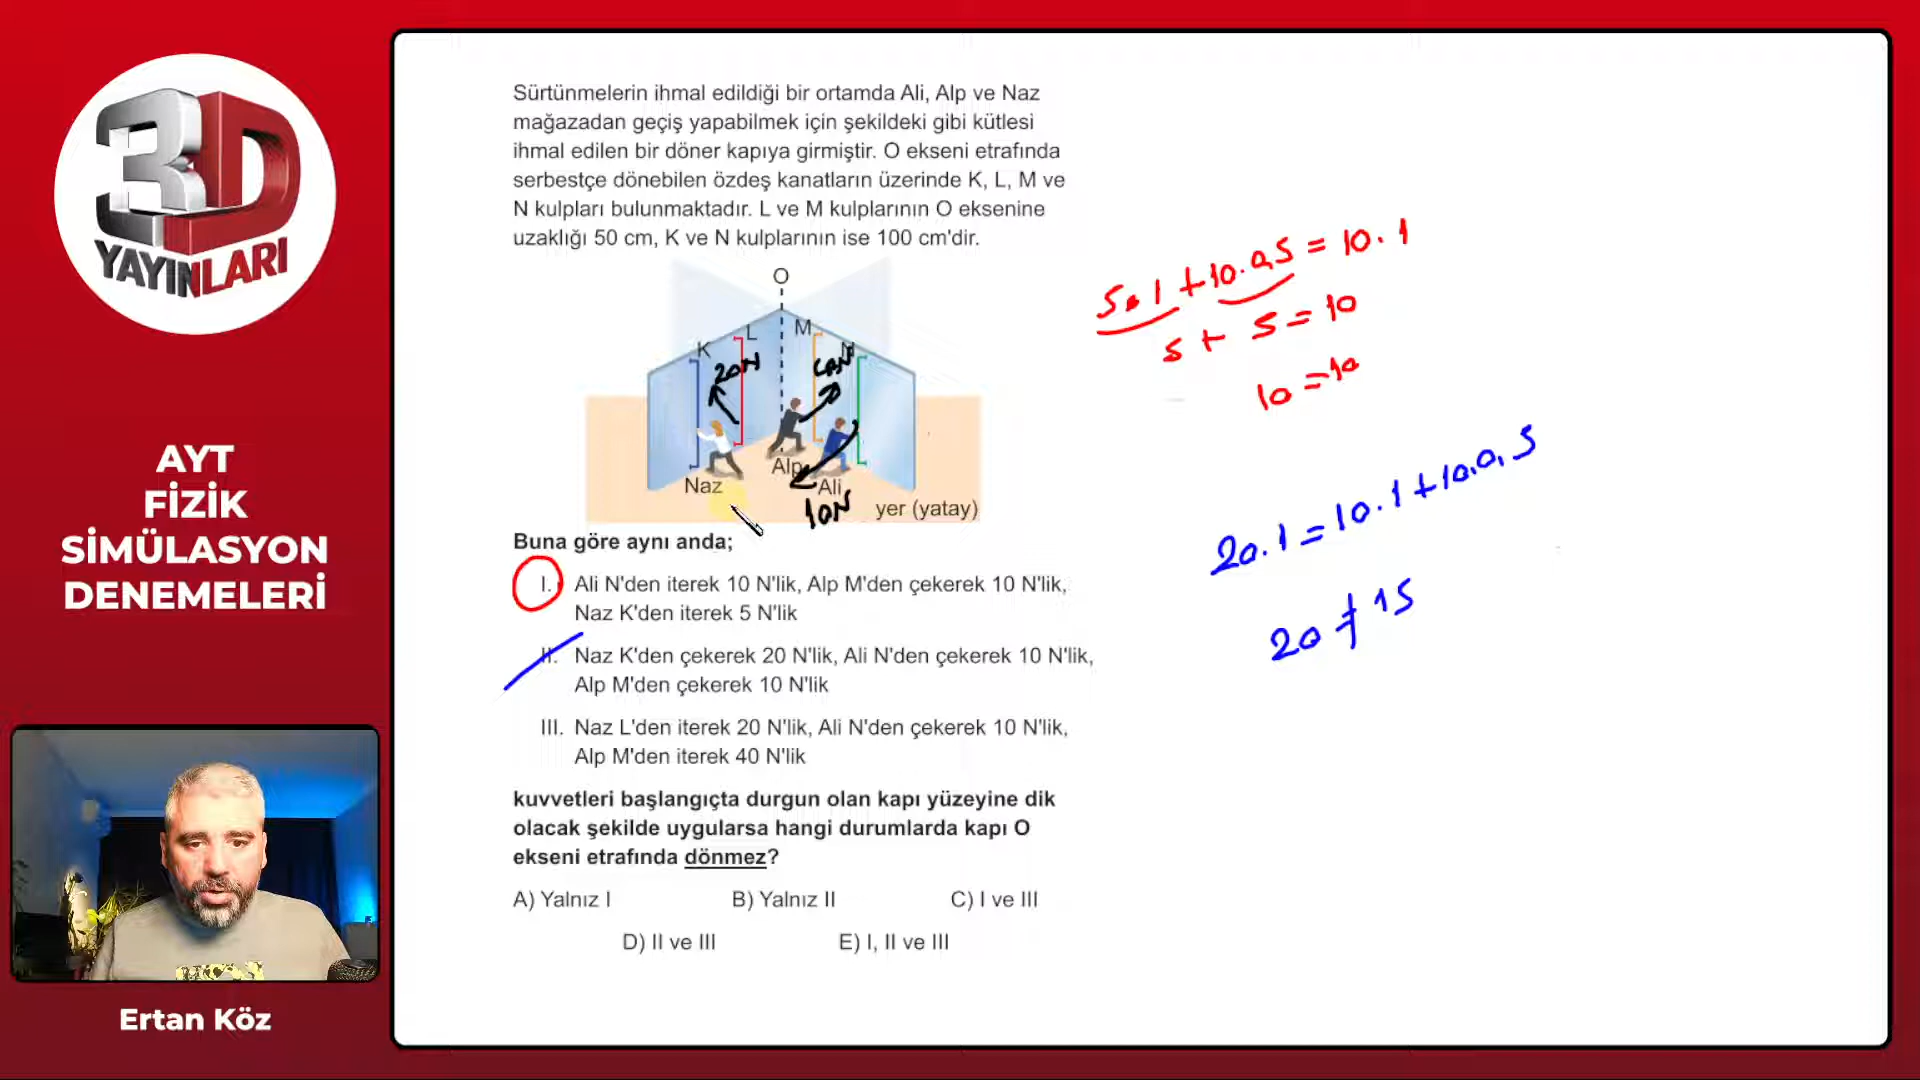 3D
YAYINLARI
AYT
FİZİK
SİMÜLASYON
DENEMELERİ
Ertan Köz
Sürtünmelerin ihmal edildiği bir ortamda Ali, Alp ve Naz
mağazadan geçiş yapabilmek için şekildeki gibi kütlesi
ihmal edilen bir döner kapıya girmiştir. O ekseni etrafında
serbestçe dönebilen özdeş kanatların üzerinde K, L, M ve
N kulpları bulunmaktadır. L ve M kulplarının O eksenine
uzaklığı 50 cm, K ve N kulplarının ise 100 cm'dir.
O
K L M N
20N
Naz Alp Ali
10N
yer (yatay)
Buna göre aynı anda;
I. Ali N'den iterek 10 N'lik, Alp M'den çekerek 10 N'lik,
Naz K'den iterek 5 N'lik
II. Naz K'den çekerek 20 N'lik, Ali N'den çekerek 10 N'lik,
Alp M'den çekerek 10 N'lik
III. Naz L'den iterek 20 N'lik, Ali N'den çekerek 10 N'lik,
Alp M'den iterek 40 N'lik
kuvvetleri başlangıçta durgun olan kapı yüzeyine dik
olacak şekilde uygularsa hangi durumlarda kapı O
ekseni etrafında dönmez?
A) Yalnız I B) Yalnız II C) I ve III
D) II ve III E) I, II ve III
5.1+10.0,5=10.1
5+5=10
10=10
20.1=10.1+10.0,5
20≠15